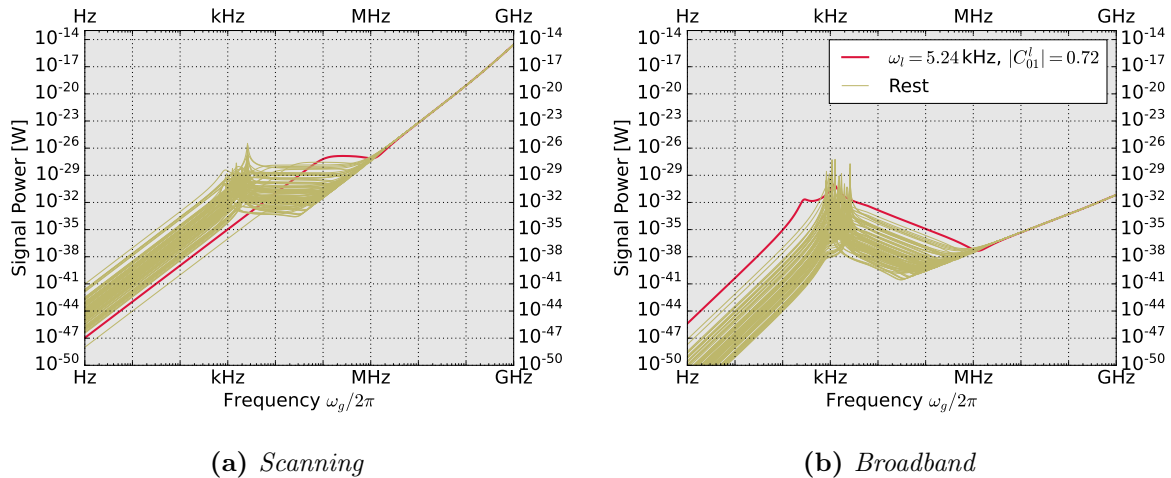 Hz kHz MHz GHz
10^-14 10^-14
10^-17 10^-17
10^-20 10^-20
10^-23 10^-23
10^-26 10^-26
10^-29 10^-29
10^-32 10^-32
10^-35 10^-35
10^-38 10^-38
10^-41 10^-41
10^-44 10^-44
10^-47 10^-47
10^-50 10^-50
Signal Power [W]
Hz kHz MHz GHz
Frequency ω_g/2π
(a) Scanning
Hz kHz MHz GHz
10^-14 10^-14
10^-17 10^-17
10^-20 10^-20
10^-23 10^-23
10^-26 10^-26
10^-29 10^-29
10^-32 10^-32
10^-35 10^-35
10^-38 10^-38
10^-41 10^-41
10^-44 10^-44
10^-47 10^-47
10^-50 10^-50
Signal Power [W]
ω_l = 5.24 kHz, |C_01^l| = 0.72
Rest
Hz kHz MHz GHz
Frequency ω_g/2π
(b) Broadband